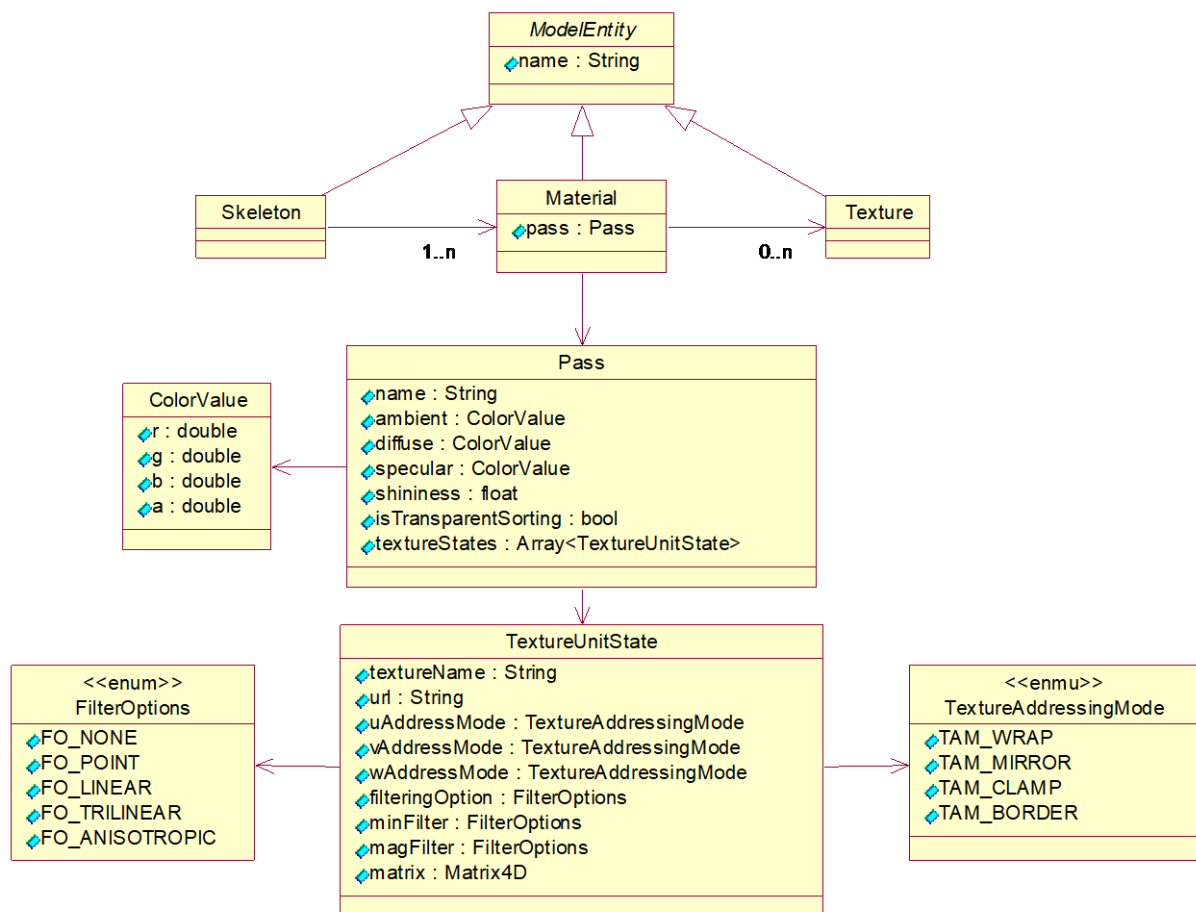 ModelEntity
name : String
Skeleton
Material
pass : Pass
Texture
1..n
0..n
Pass
name : String
ambient : ColorValue
diffuse : ColorValue
specular : ColorValue
shininess : float
isTransparentSorting : bool
textureStates : Array<TextureUnitState>
ColorValue
r : double
g : double
b : double
a : double
TextureUnitState
textureName : String
url : String
uAddressMode : TextureAddressingMode
vAddressMode : TextureAddressingMode
wAddressMode : TextureAddressingMode
filteringOption : FilterOptions
minFilter : FilterOptions
magFilter : FilterOptions
matrix : Matrix4D
<<enum>>
FilterOptions
FO_NONE
FO_POINT
FO_LINEAR
FO_TRILINEAR
FO_ANISOTROPIC
<<enmu>>
TextureAddressingMode
TAM_WRAP
TAM_MIRROR
TAM_CLAMP
TAM_BORDER